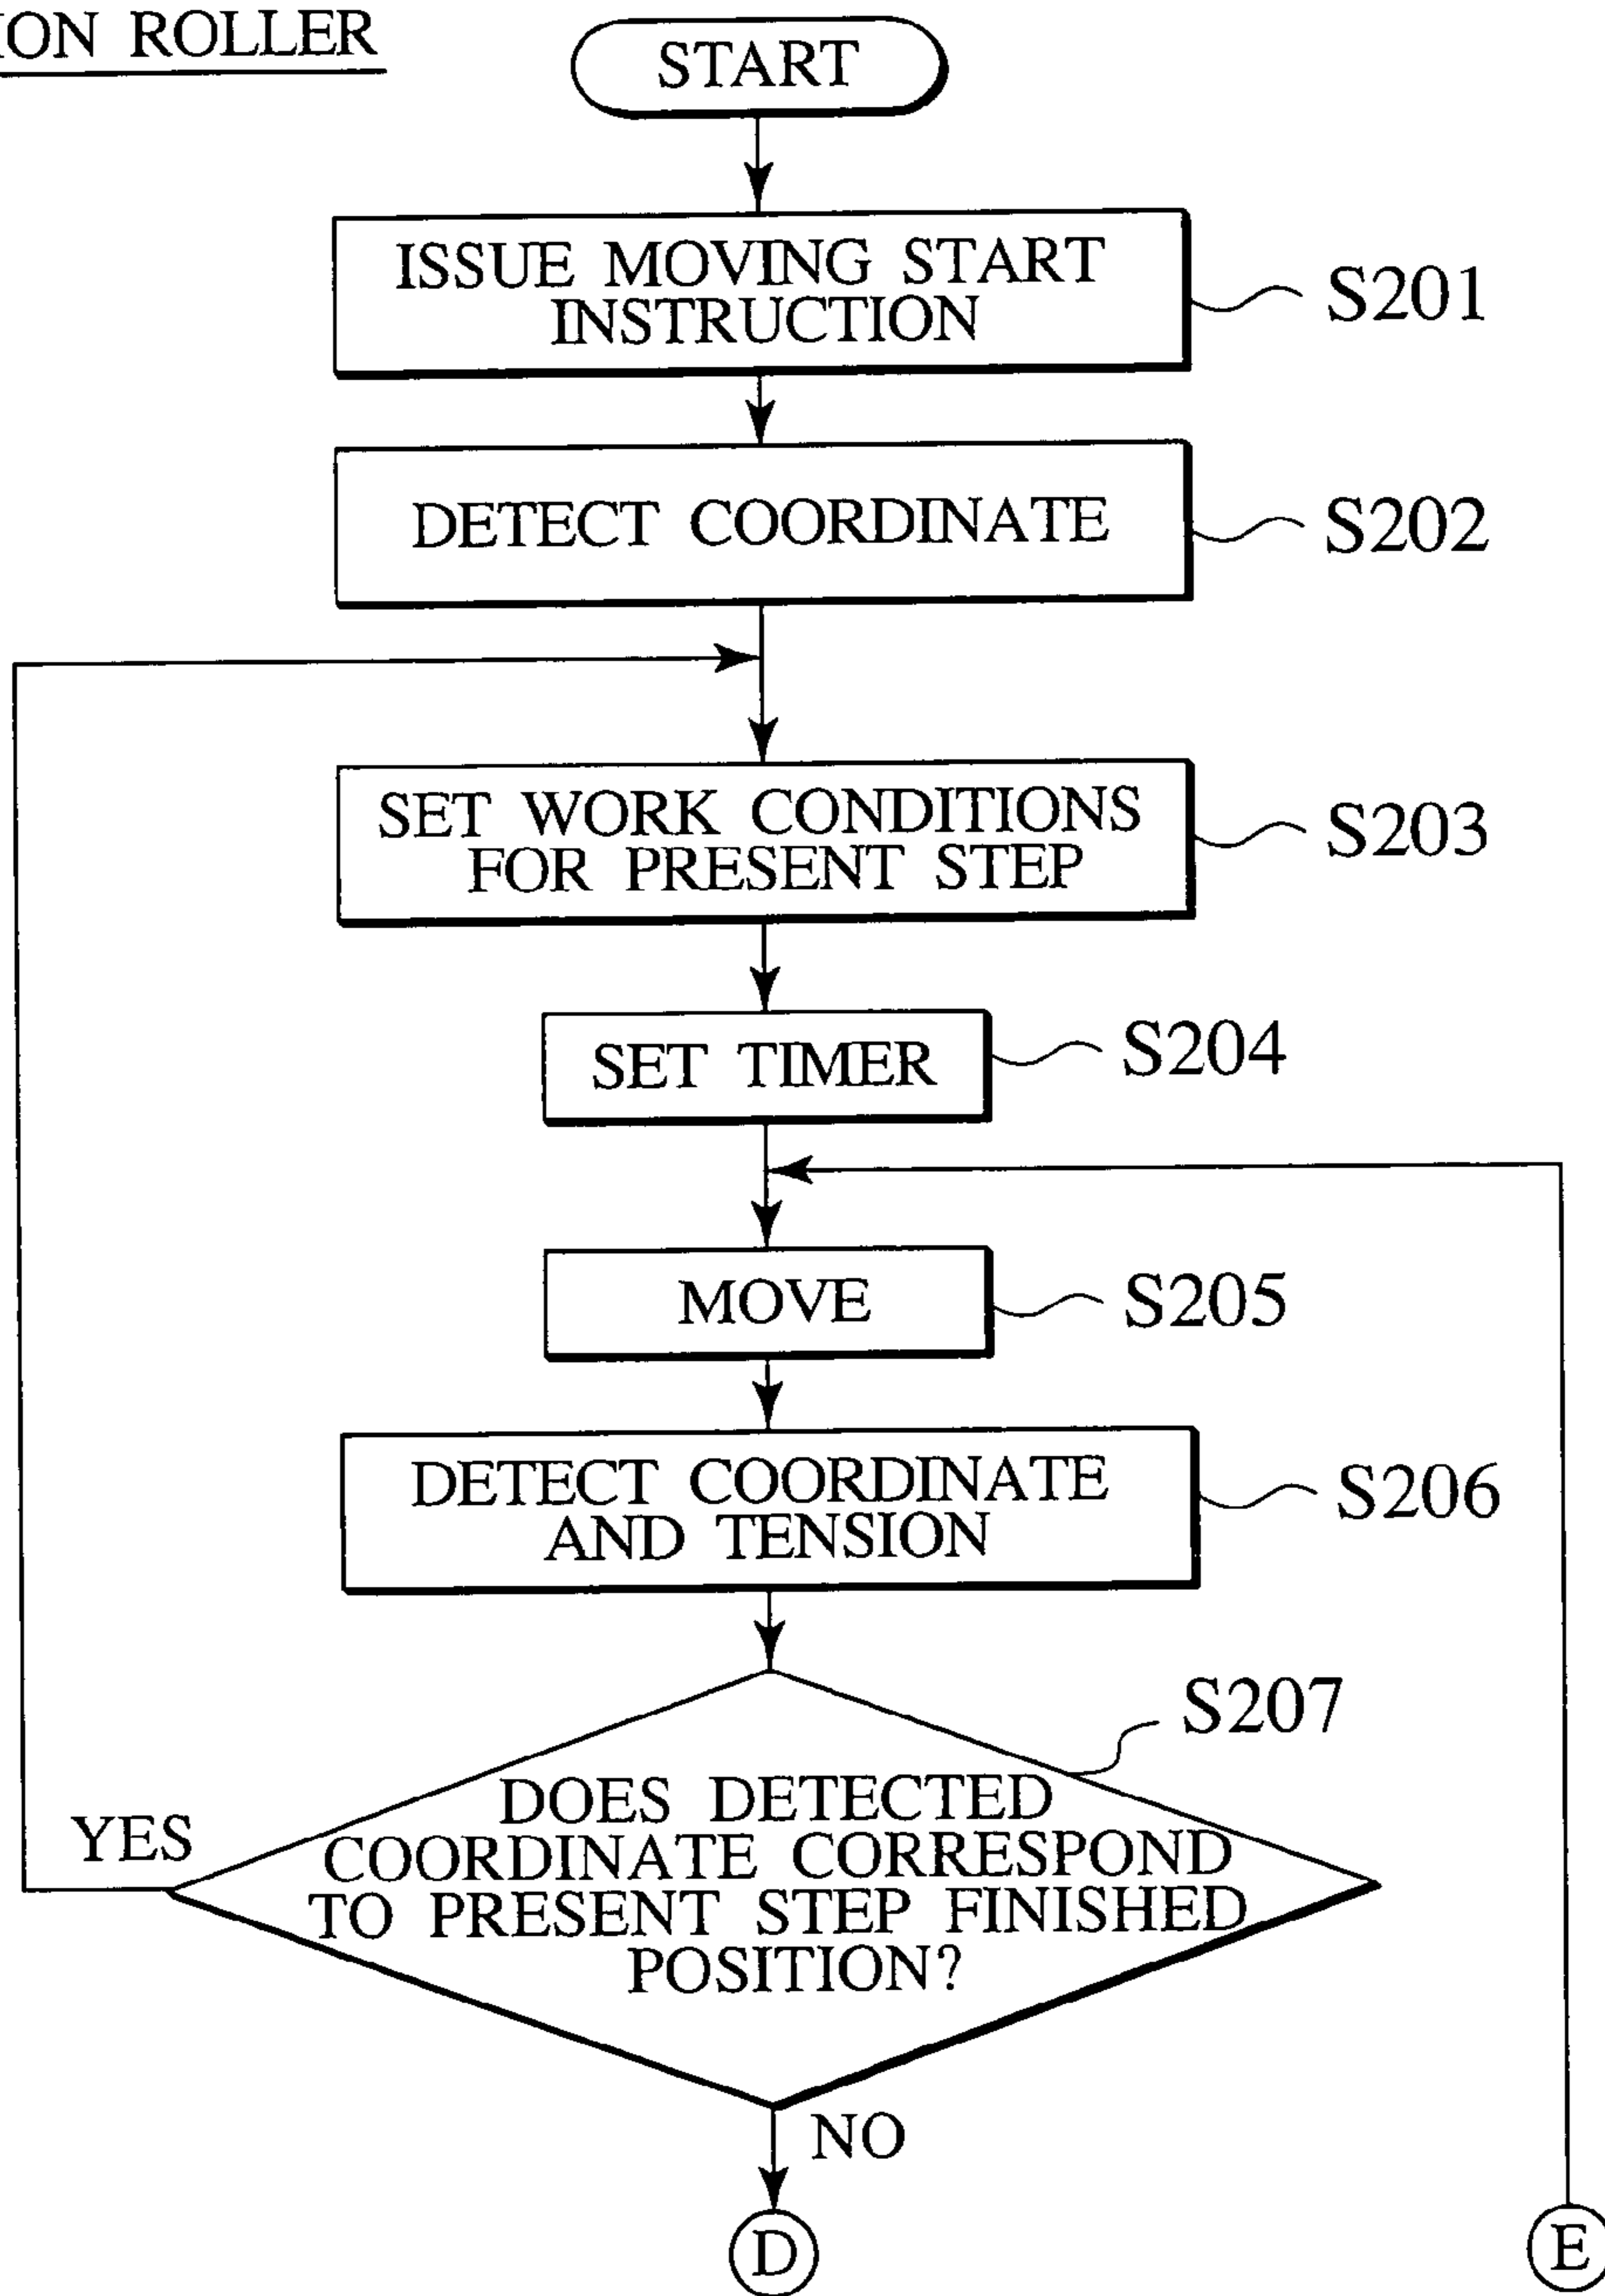 ROLLER
START
ISSUE MOVING START
INSTRUCTION
S201
DETECT COORDINATE
S202
SET WORK CONDITIONS
FOR PRESENT STEP
S203
SET TIMER
S204
MOVE
S205
DETECT COORDINATE
AND TENSION
S206
S207
DOES DETECTED
COORDINATE CORRESPOND
TO PRESENT STEP FINISHED
POSITION?
YES
NO
D
E